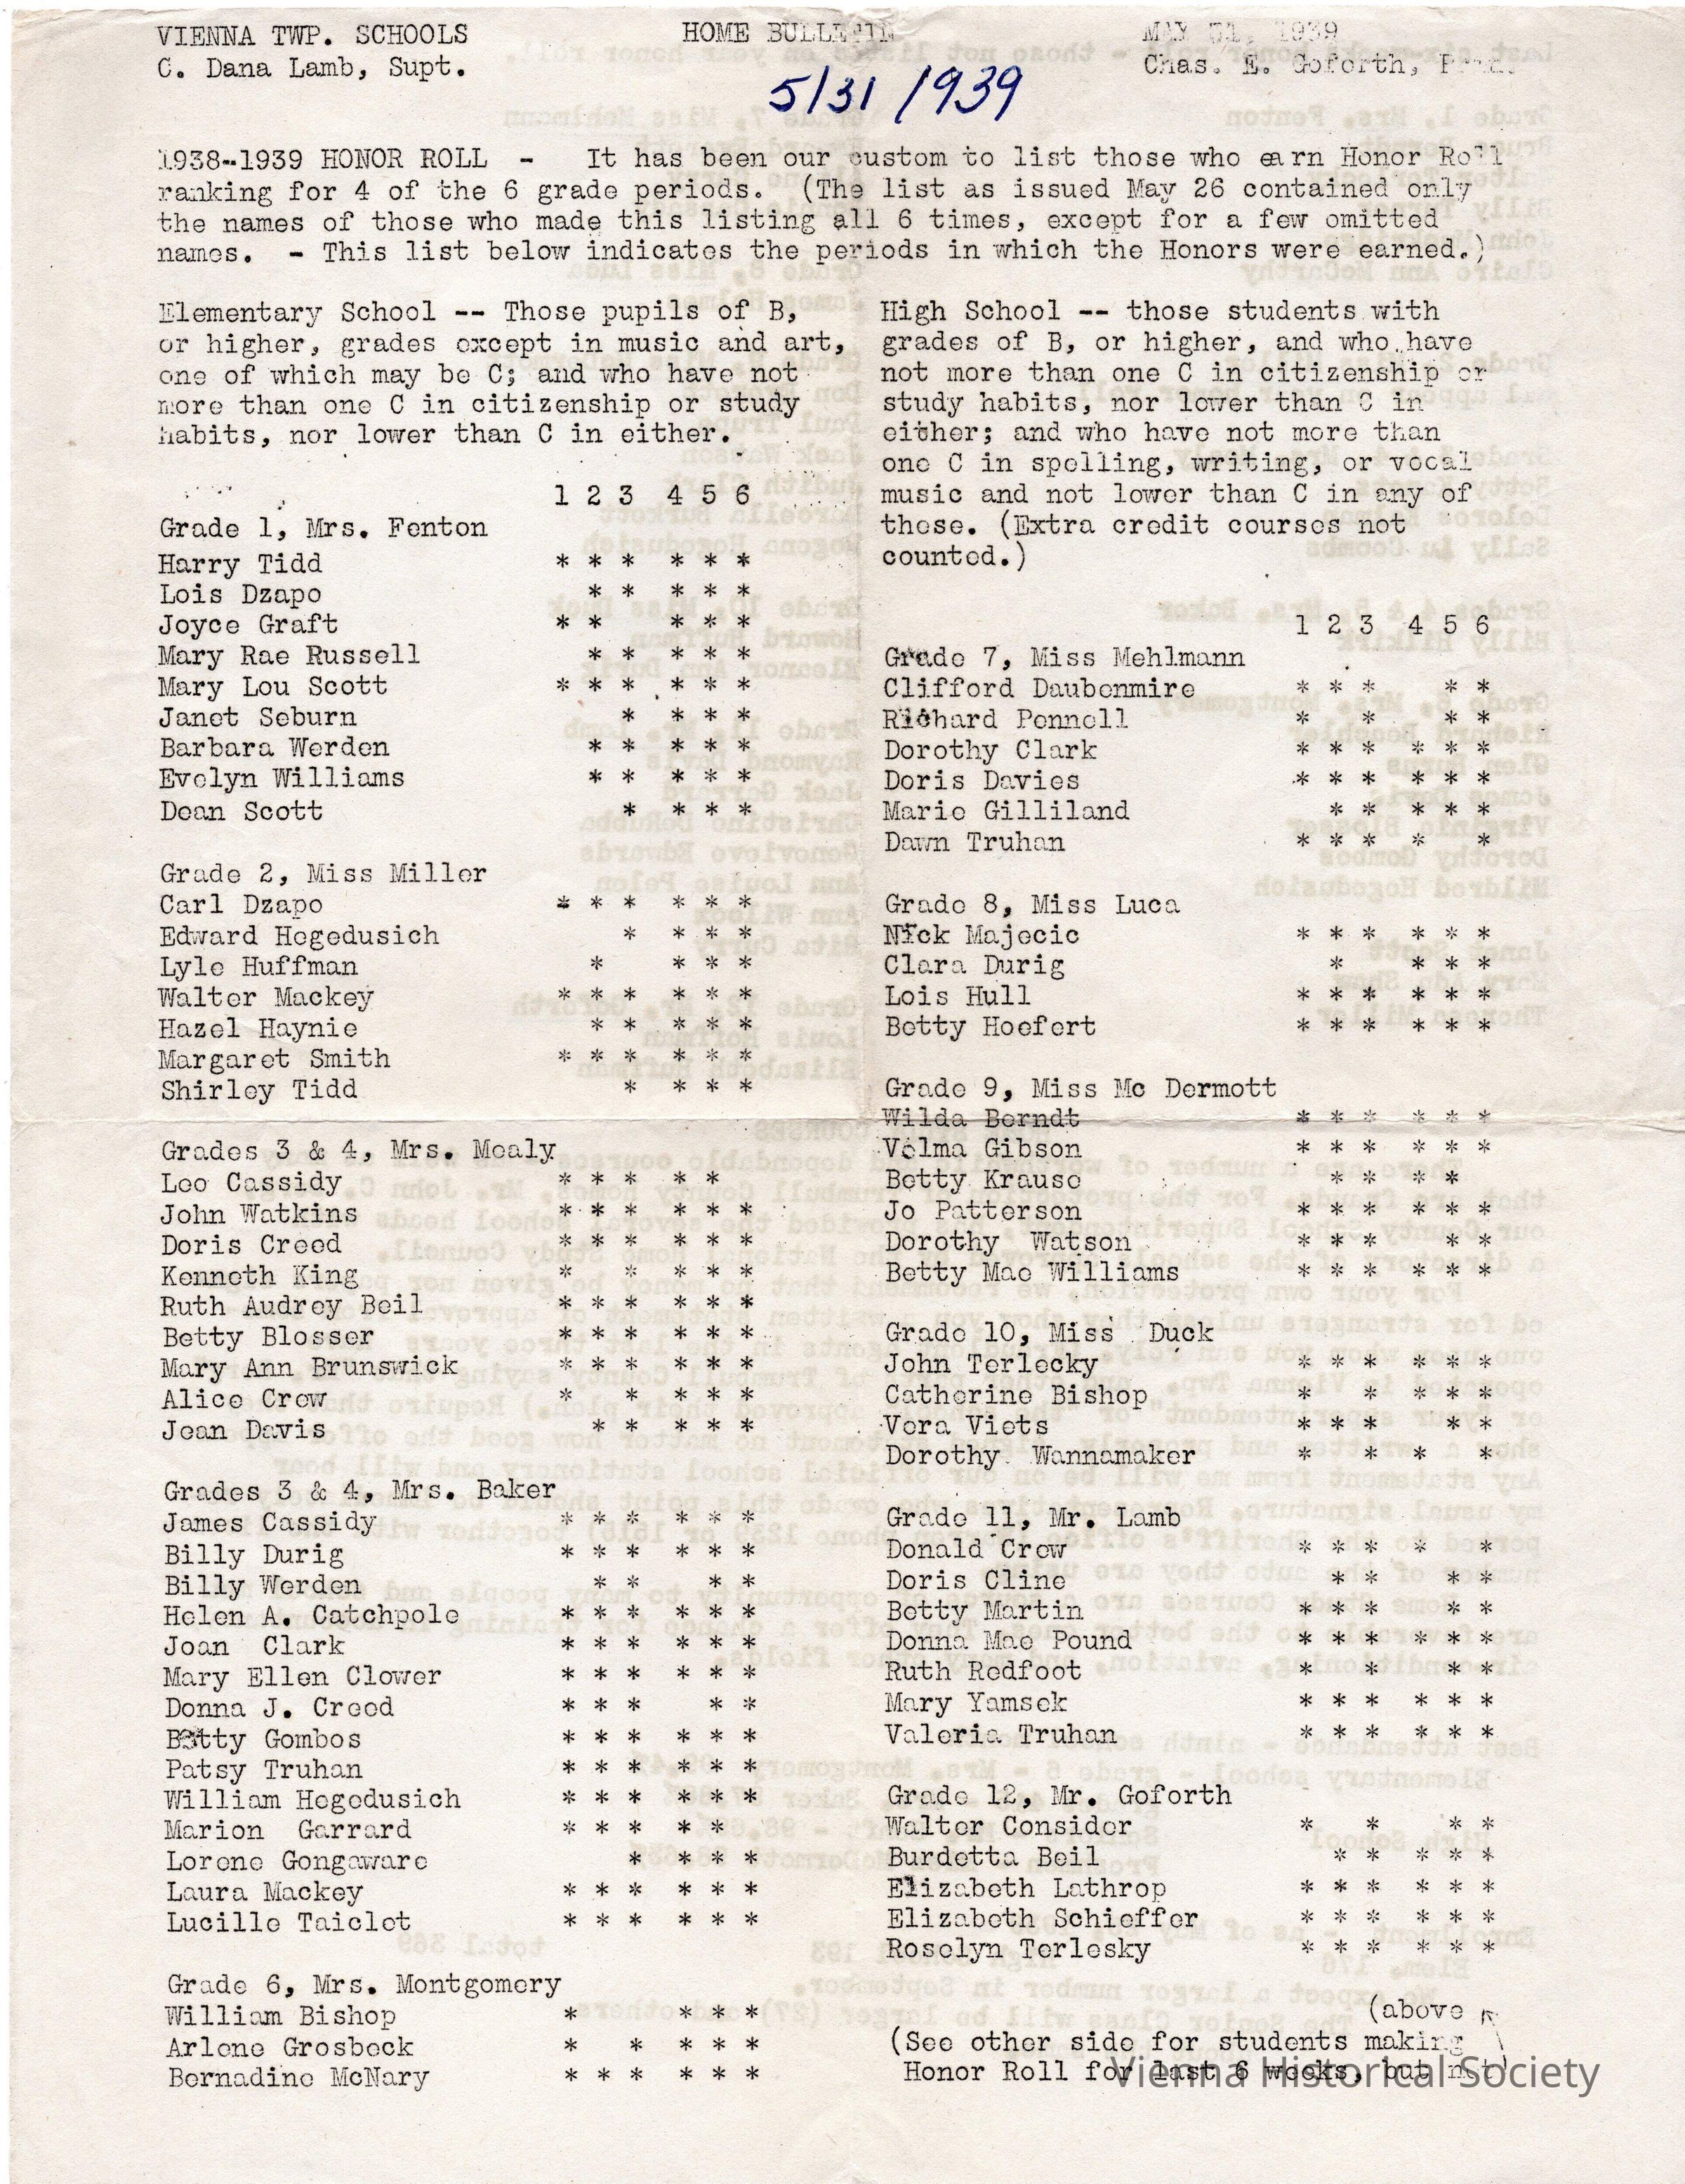 VIENNA TWP. SCHOOLS HOME BULLETIN MAY 31, 1939
C. Dana Lamb, Supt. Chas. E. Goforth,
5/31/1939
1938--1939 HONOR ROLL - It has been our custom to list those who earn Honor Roll
ranking for 4 of the 6 grade periods. (The list as issued May 26 contained only
the names of those who made this listing all 6 times, except for a few omitted
names. - This list below indicates the periods in which the Honors were earned.)
Elementary School -- Those pupils of B,
or higher, grades except in music and art,
one of which may be C; and who have not
more than one C in citizenship or study
habits, nor lower than C in either.
1 2 3 4 5 6
Grade 1, Mrs. Fenton
Harry Tidd * * * * * *
Lois Dzapo * * * * *
Joyce Graft * * * * *
Mary Rae Russell * * * * *
Mary Lou Scott * * * * * *
Janet Seburn * * * *
Barbara Werden * * * * *
Evelyn Williams * * * * *
Dean Scott * * * *
Grade 2, Miss Miller
Carl Dzapo * * * * * *
Edward Hegedusich * * * *
Lyle Huffman * * * *
Walter Mackey * * * * * *
Hazel Haynie * * * * *
Margaret Smith * * * * * *
Shirley Tidd * * * *
Grades 3 & 4, Mrs. Mealy
Leo Cassidy * * * * *
John Watkins * * * * * *
Doris Creed * * * * * *
Kenneth King * * * * *
Ruth Audrey Beil * * * * * *
Betty Blosser * * * * * *
Mary Ann Brunswick * * * * * *
Alice Crew * * * * *
Jean Davis * * * * *
Grades 3 & 4, Mrs. Baker
James Cassidy * * * * * *
Billy Durig * * * * * *
Billy Werden * * * *
Helen A. Catchpole * * * * * *
Joan Clark * * * * * *
Mary Ellen Clower * * * * * *
Donna J. Creed * * * * *
Betty Gombos * * * * * *
Patsy Truhan * * * * * *
William Hegedusich * * * * * *
Marion Garrard * * * * *
Lorene Gongaware * * * *
Laura Mackey * * * * * *
Lucille Taiclet * * * * * *
Grade 6, Mrs. Montgomery
William Bishop * * * *
Arlene Grosbeck * * * * *
Bernadine McNary * * * * * *
High School -- those students with
grades of B, or higher, and who have
not more than one C in citizenship or
study habits, nor lower than C in
either; and who have not more than
one C in spelling, writing, or vocal
music and not lower than C in any of
these. (Extra credit courses not
counted.)
1 2 3 4 5 6
Grade 7, Miss Mehlmann
Clifford Daubenmire * * * * *
Richard Pennell * * * *
Dorothy Clark * * * * * *
Doris Davies * * * * * *
Marie Gilliland * * * * *
Dawn Truhan * * * * *
Grade 8, Miss Luca
Nick Majecic * * * * * *
Clara Durig * * * *
Lois Hull * * * * * *
Betty Hoefert * * * * * *
Grade 9, Miss Mc Dermott
Wilda Berndt * * * * * *
Velma Gibson * * * * * *
Betty Krause * * * *
Jo Patterson * * * * * *
Dorothy Watson * * * * *
Betty Mae Williams * * * * * *
Grade 10, Miss Duck
John Terlecky * * * * * *
Catherine Bishop * * * * *
Vera Viets * * * * *
Dorothy Wannamaker * * * *
Grade 11, Mr. Lamb
Donald Crew * * * * *
Doris Cline * * * *
Betty Martin * * * * *
Donna Mae Pound * * * * * *
Ruth Redfoot * * * *
Mary Yamsek * * * * * *
Valeria Truhan * * * * * *
Grade 12, Mr. Goforth
Walter Consider * * * *
Burdetta Beil * * * * *
Elizabeth Lathrop * * * * * *
Elizabeth Schieffer * * * * * *
Roselyn Terlesky * * * * * *
(above
(See other side for students making
Honor Roll for last 6 weeks, but not
Vienna Historical Society